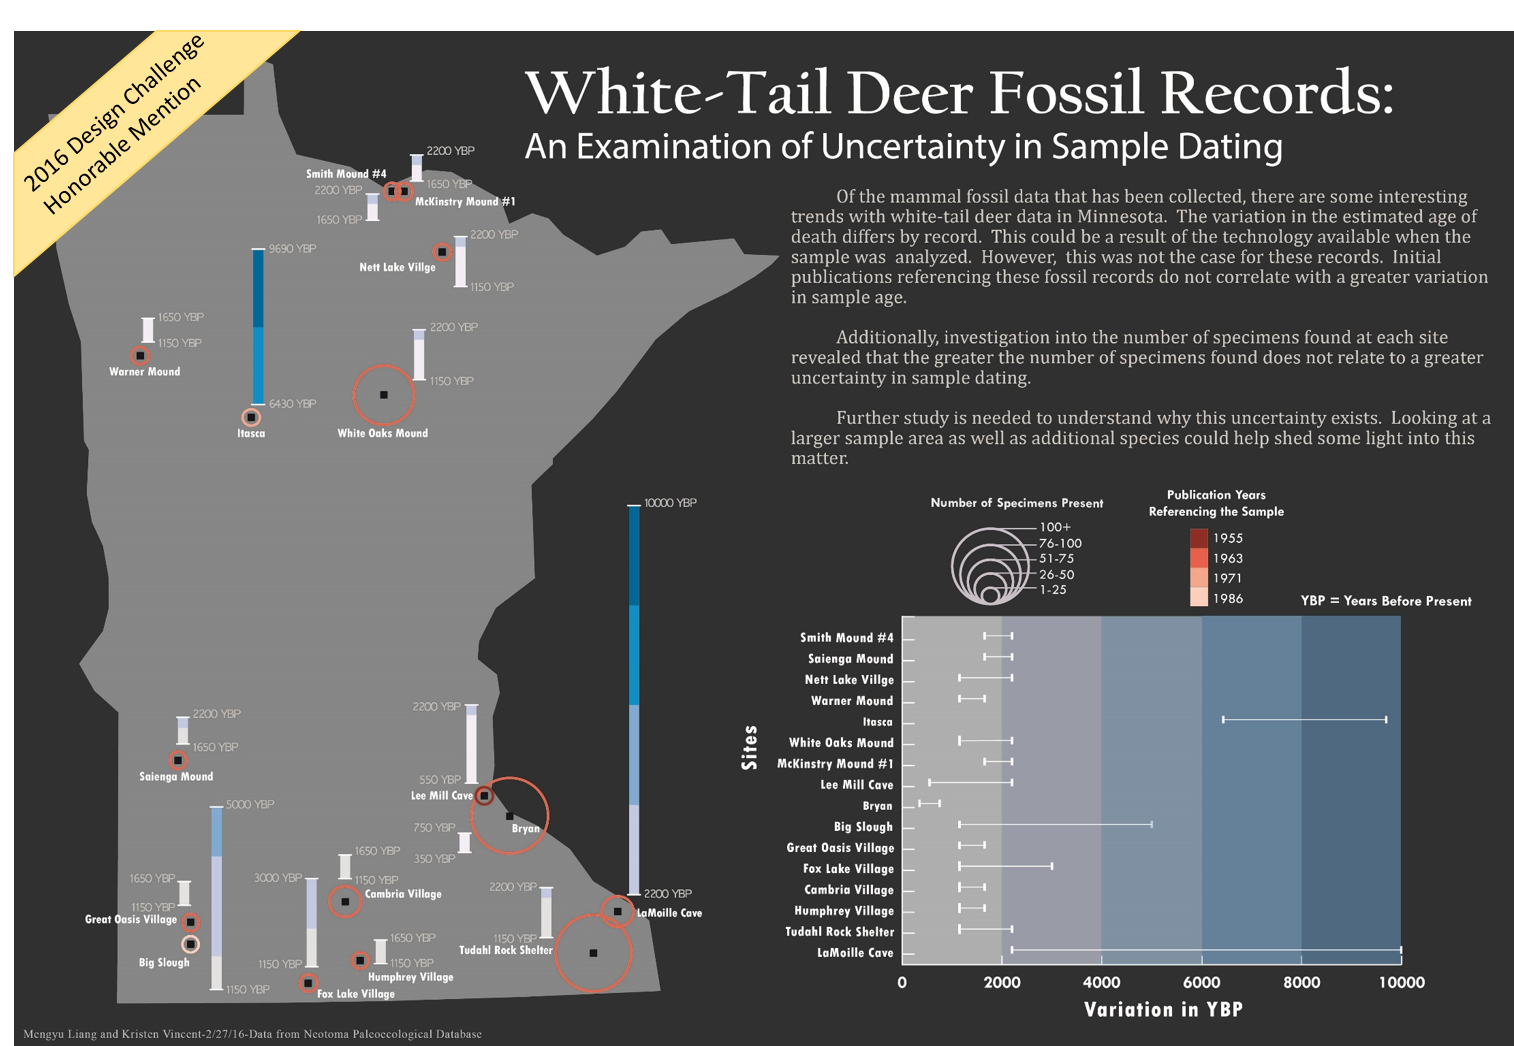 2016 Design Challenge
Honorable Mention
White-Tail Deer Fossil Records:
An Examination of Uncertainty in Sample Dating
Of the mammal fossil data that has been collected, there are some interesting
trends with white-tail deer data in Minnesota. The variation in the estimated age of
death differs by record. This could be a result of the technology available when the
sample was analyzed. However, this was not the case for these records. Initial
publications referencing these fossil records do not correlate with a greater variation
in sample age.
Additionally, investigation into the number of specimens found at each site
revealed that the greater the number of specimens found does not relate to a greater
uncertainty in sample dating.
Further study is needed to understand why this uncertainty exists. Looking at a
larger sample area as well as additional species could help shed some light into this
matter.
2200 YBP
Smith Mound #4
1650 YBP
2200 YBP
McKinstry Mound #1
1650 YBP
2200 YBP
Nett Lake Villge
1150 YBP
9690 YBP
6430 YBP
Itasca
1650 YBP
1150 YBP
Warner Mound
2200 YBP
1150 YBP
White Oaks Mound
10000 YBP
2200 YBP
LaMoille Cave
2200 YBP
1650 YBP
Saienga Mound
2200 YBP
550 YBP
Lee Mill Cave
Bryan
750 YBP
350 YBP
5000 YBP
1150 YBP
1650 YBP
1150 YBP
Great Oasis Village
Big Slough
3000 YBP
1150 YBP
Fox Lake Village
1650 YBP
1150 YBP
Cambria Village
1650 YBP
1150 YBP
Humphrey Village
2200 YBP
1150 YBP
Tudahl Rock Shelter
Number of Specimens Present
100+
76-100
51-75
26-50
1-25
Publication Years
Referencing the Sample
1955
1963
1971
1986
YBP = Years Before Present
Sites
Smith Mound #4
Saienga Mound
Nett Lake Villge
Warner Mound
Itasca
White Oaks Mound
McKinstry Mound #1
Lee Mill Cave
Bryan
Big Slough
Great Oasis Village
Fox Lake Village
Cambria Village
Humphrey Village
Tudahl Rock Shelter
LaMoille Cave
0 2000 4000 6000 8000 10000
Variation in YBP
Mengyu Liang and Kristen Vincent-2/27/16-Data from Neotoma Paleoecological Database